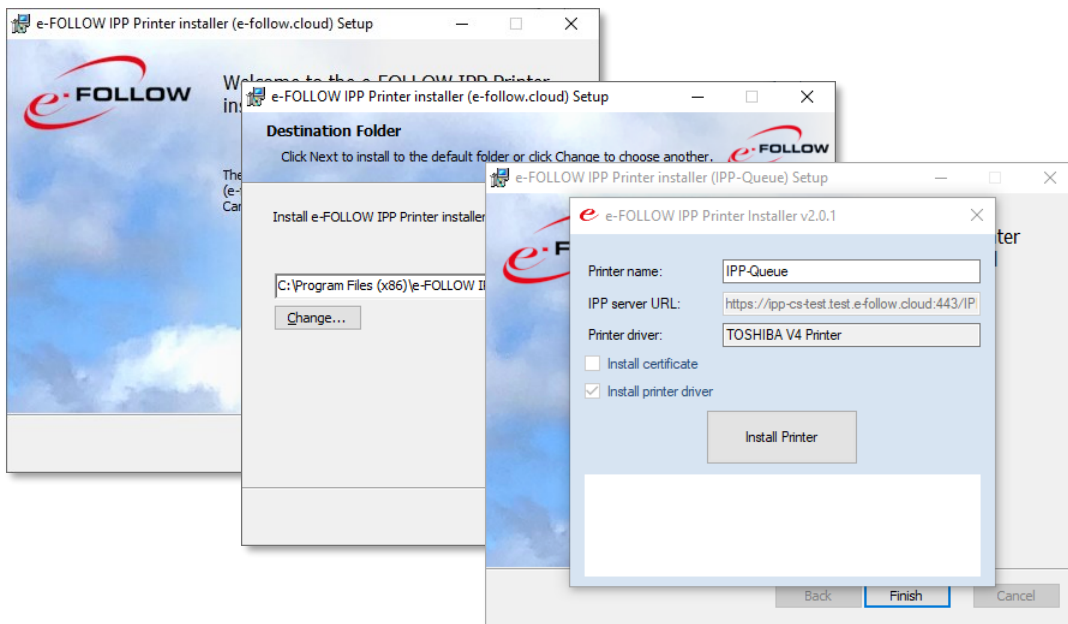 e-FOLLOW IPP Printer installer (e-follow.cloud) Setup
e·FOLLOW
Welcome to the e-FOLLOW IPP Printer
The
e-FOLLOW IPP Printer installer (e-follow.cloud) Setup
Destination Folder
Click Next to install to the default folder or click Change to choose another.
e·FOLLOW
Install e-FOLLOW IPP Printer installer
C:\Program Files (x86)\e-FOLLOW
Change...
e-FOLLOW IPP Printer installer (IPP-Queue) Setup
e-FOLLOW IPP Printer Installer v2.0.1
Printer name:
IPP-Queue
IPP server URL:
https://ipp-cs-test.test.e-follow.cloud:443/IP
Printer driver:
TOSHIBA V4 Printer
Install certificate
Install printer driver
Install Printer
Back
Finish
Cancel